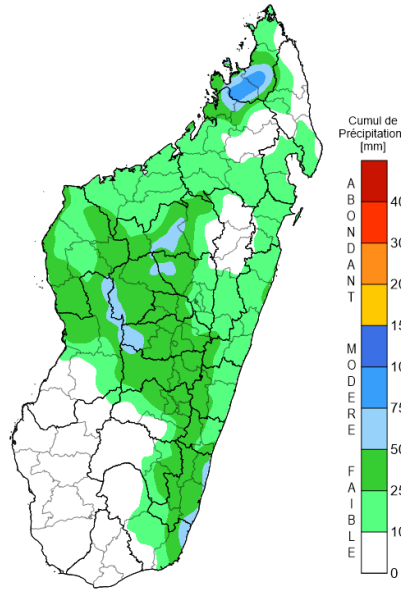 Cumul de
Précipitation
[mm]
ABONDANT
MODERE
FAIBLE
40
30
20
15
10
75
50
25
10
0